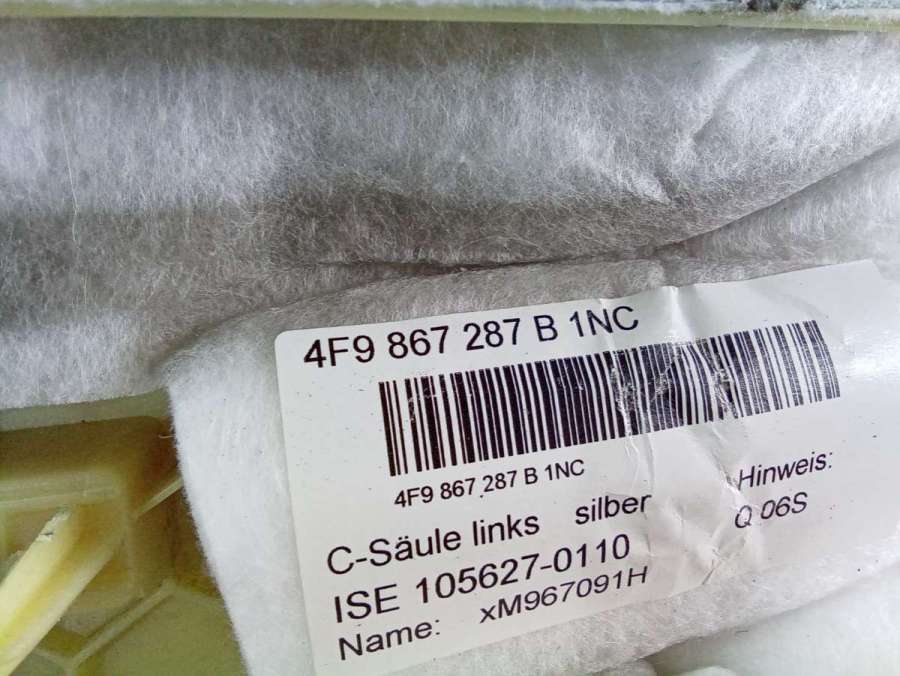 4F9 867 287 B 1NC
4F9 867 287 B 1NC
C-Säule links silber
Hinweis:
Q 06S
ISE 105627-0110
Name: xM967091H